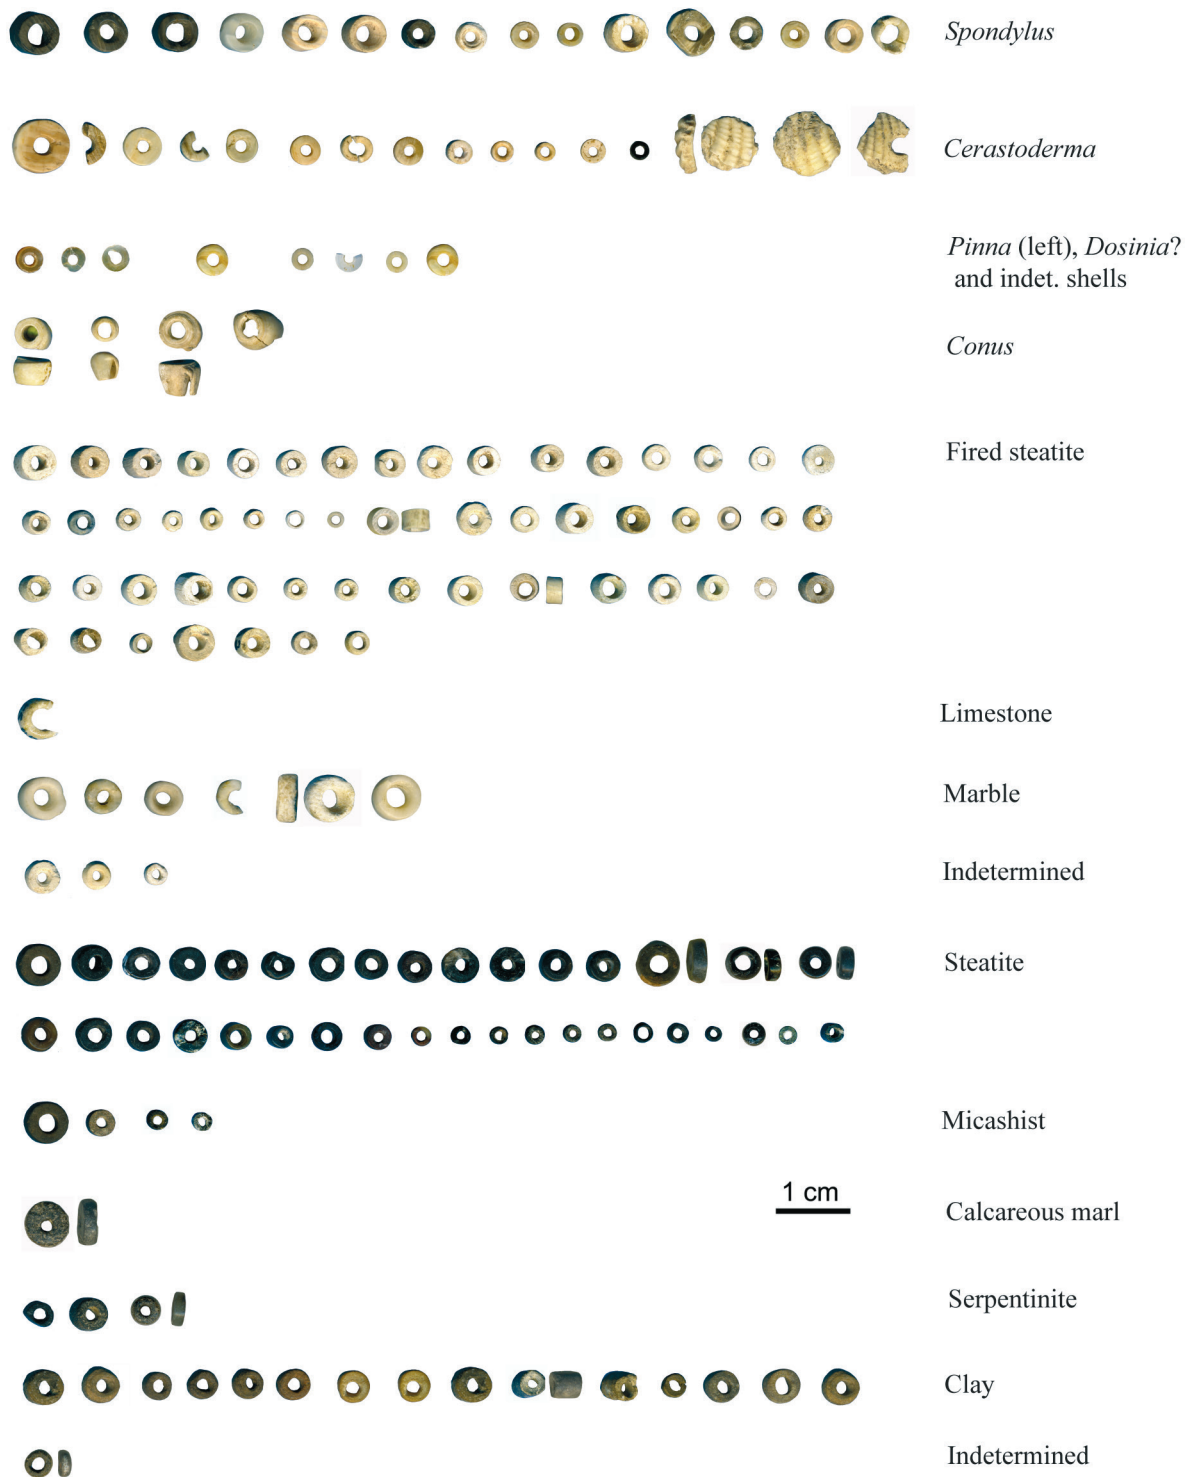 Spondylus
Cerastoderma
Pinna (left), Dosinia?
and indet. shells
Conus
Fired steatite
Limestone
Marble
Indetermined
Steatite
Micashist
1 cm
Calcareous marl
Serpentinite
Clay
Indetermined